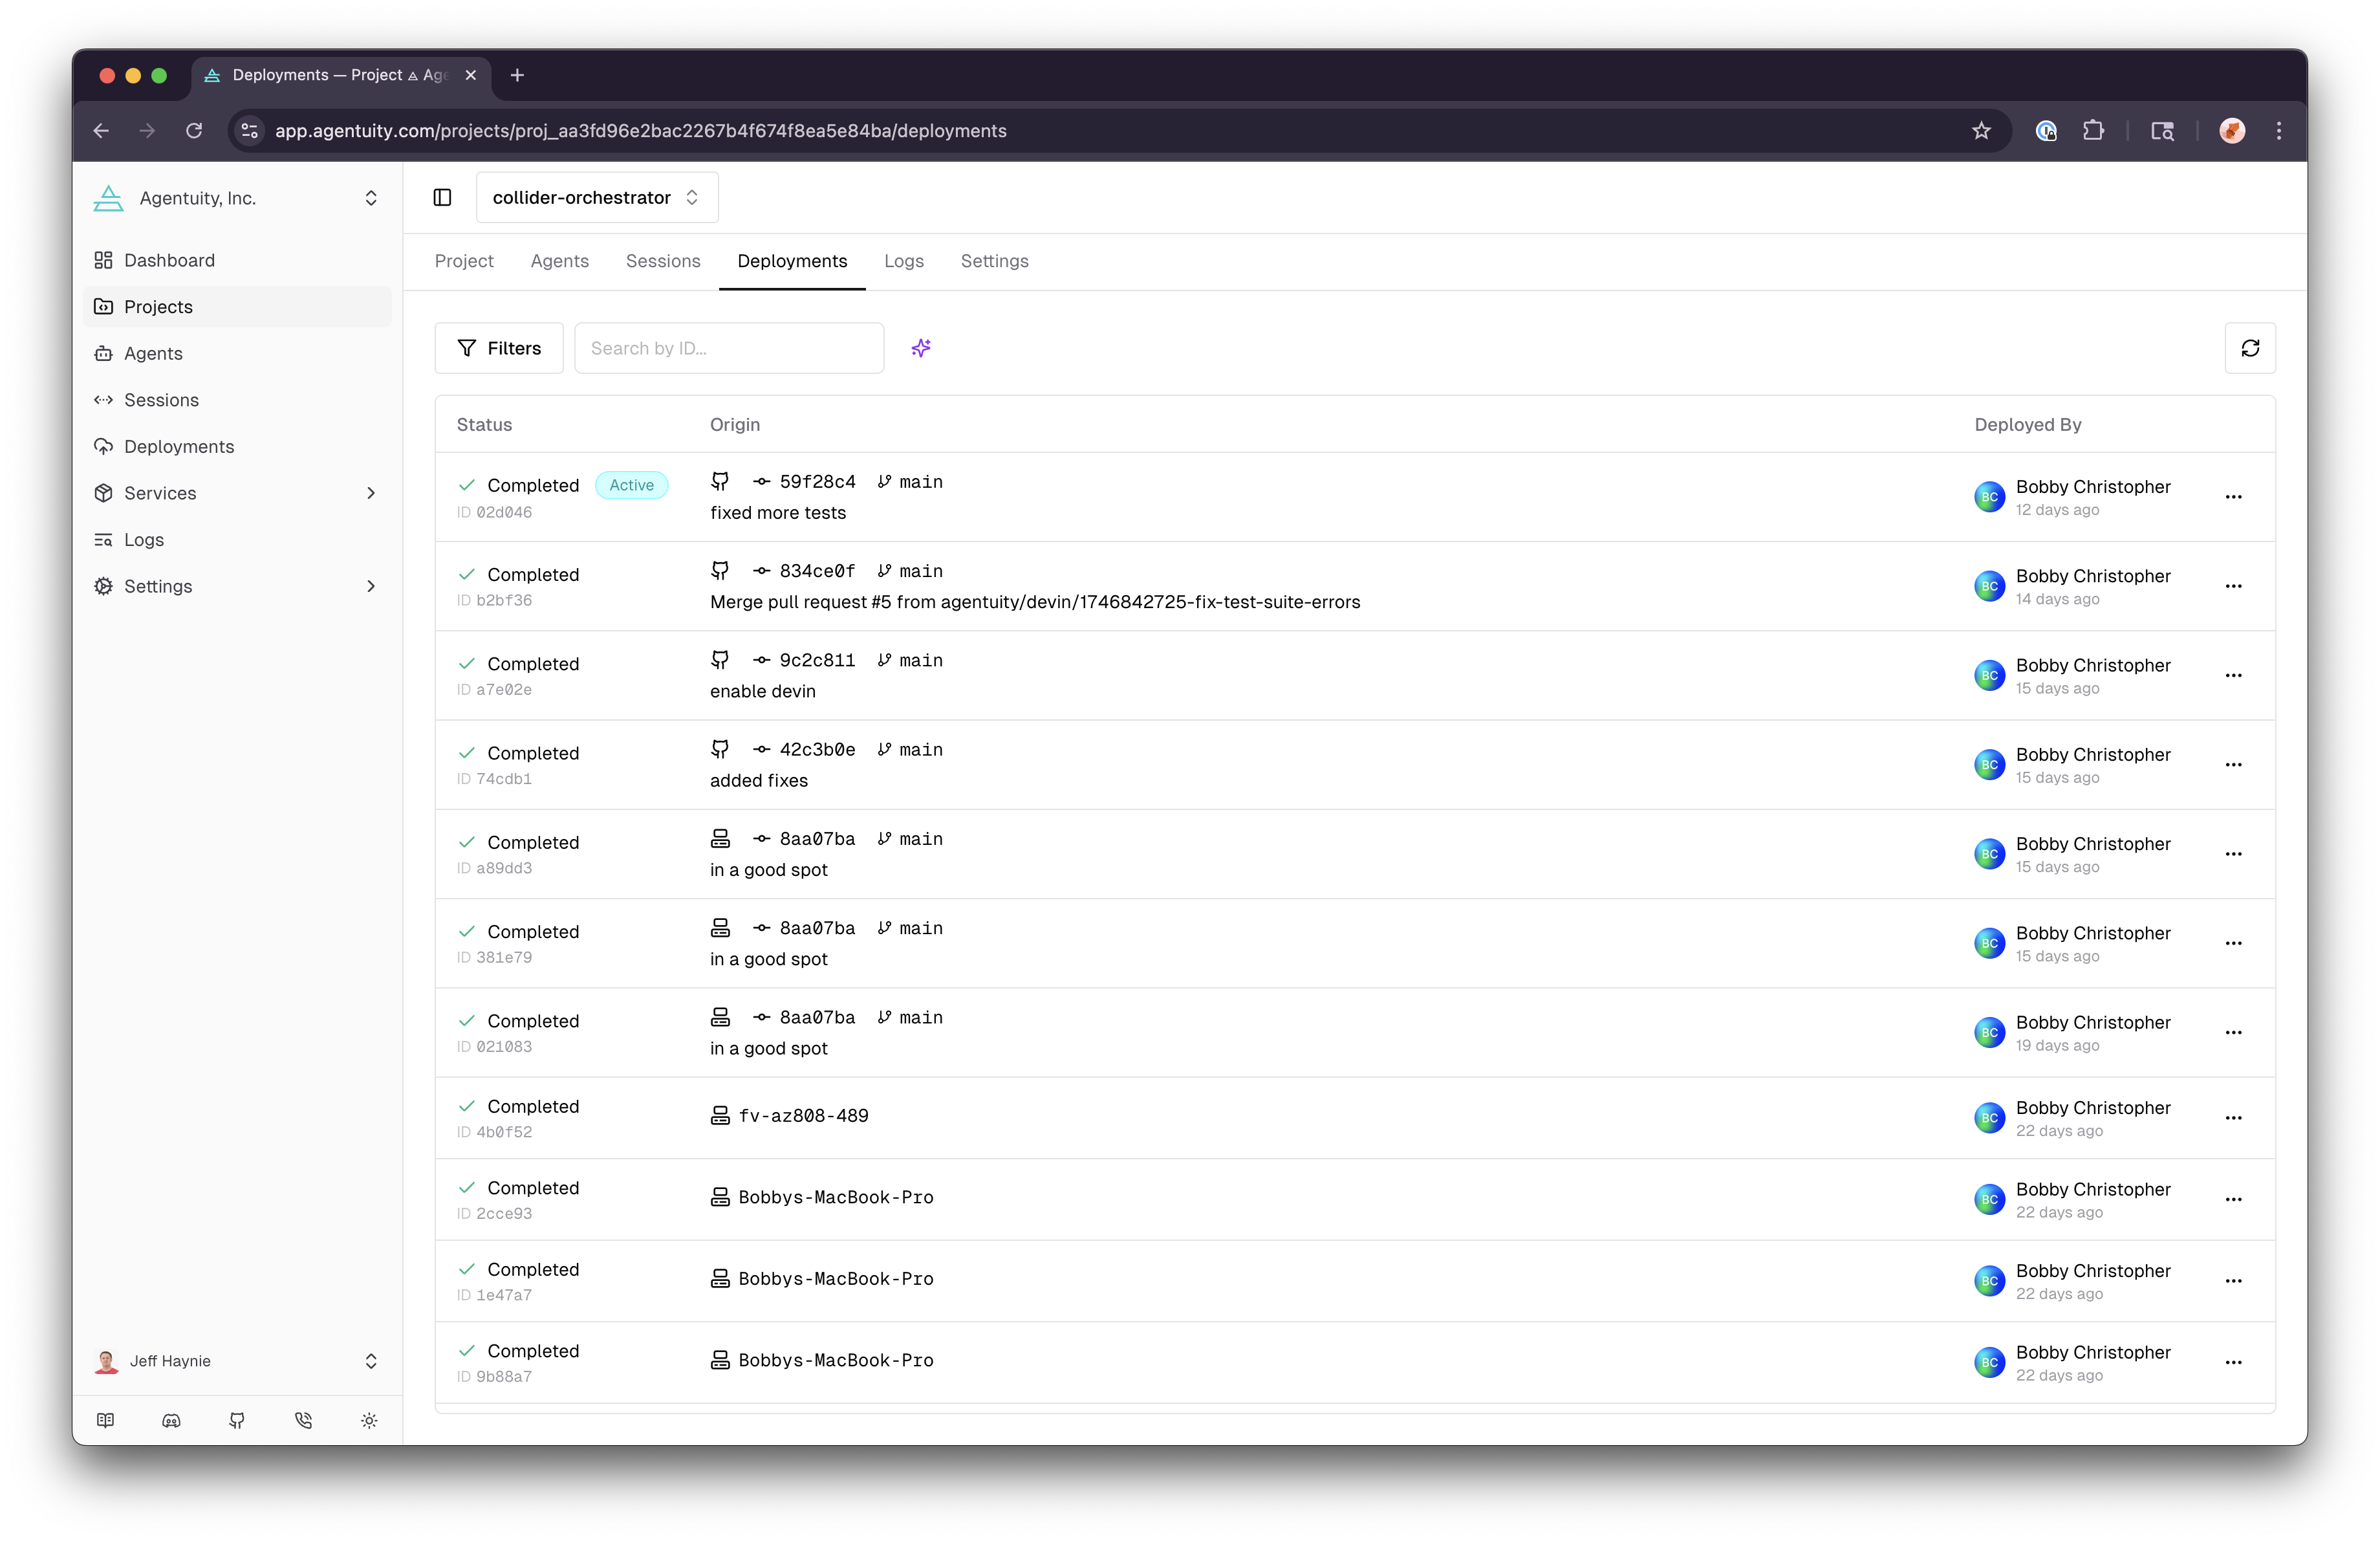 Deployments — Project ⟁ Age
app.agentuity.com/projects/proj_aa3fd96e2bac2267b4f674f8ea5e84ba/deployments
Agentuity, Inc.
Dashboard
Projects
Agents
Sessions
Deployments
Services
Logs
Settings
Jeff Haynie
collider-orchestrator
Project Agents Sessions Deployments Logs Settings
Filters Search by ID...
Status Origin Deployed By
Completed Active 59f28c4 main BC Bobby Christopher
ID 02d046 fixed more tests 12 days ago
Completed 834ce0f main BC Bobby Christopher
ID b2bf36 Merge pull request #5 from agentuity/devin/1746842725-fix-test-suite-errors 14 days ago
Completed 9c2c811 main BC Bobby Christopher
ID a7e02e enable devin 15 days ago
Completed 42c3b0e main BC Bobby Christopher
ID 74cdb1 added fixes 15 days ago
Completed 8aa07ba main BC Bobby Christopher
ID a89dd3 in a good spot 15 days ago
Completed 8aa07ba main BC Bobby Christopher
ID 381e79 in a good spot 15 days ago
Completed 8aa07ba main BC Bobby Christopher
ID 021083 in a good spot 19 days ago
Completed fv-az808-489 BC Bobby Christopher
ID 4b0f52 22 days ago
Completed Bobbys-MacBook-Pro BC Bobby Christopher
ID 2cce93 22 days ago
Completed Bobbys-MacBook-Pro BC Bobby Christopher
ID 1e47a7 22 days ago
Completed Bobbys-MacBook-Pro BC Bobby Christopher
ID 9b88a7 22 days ago